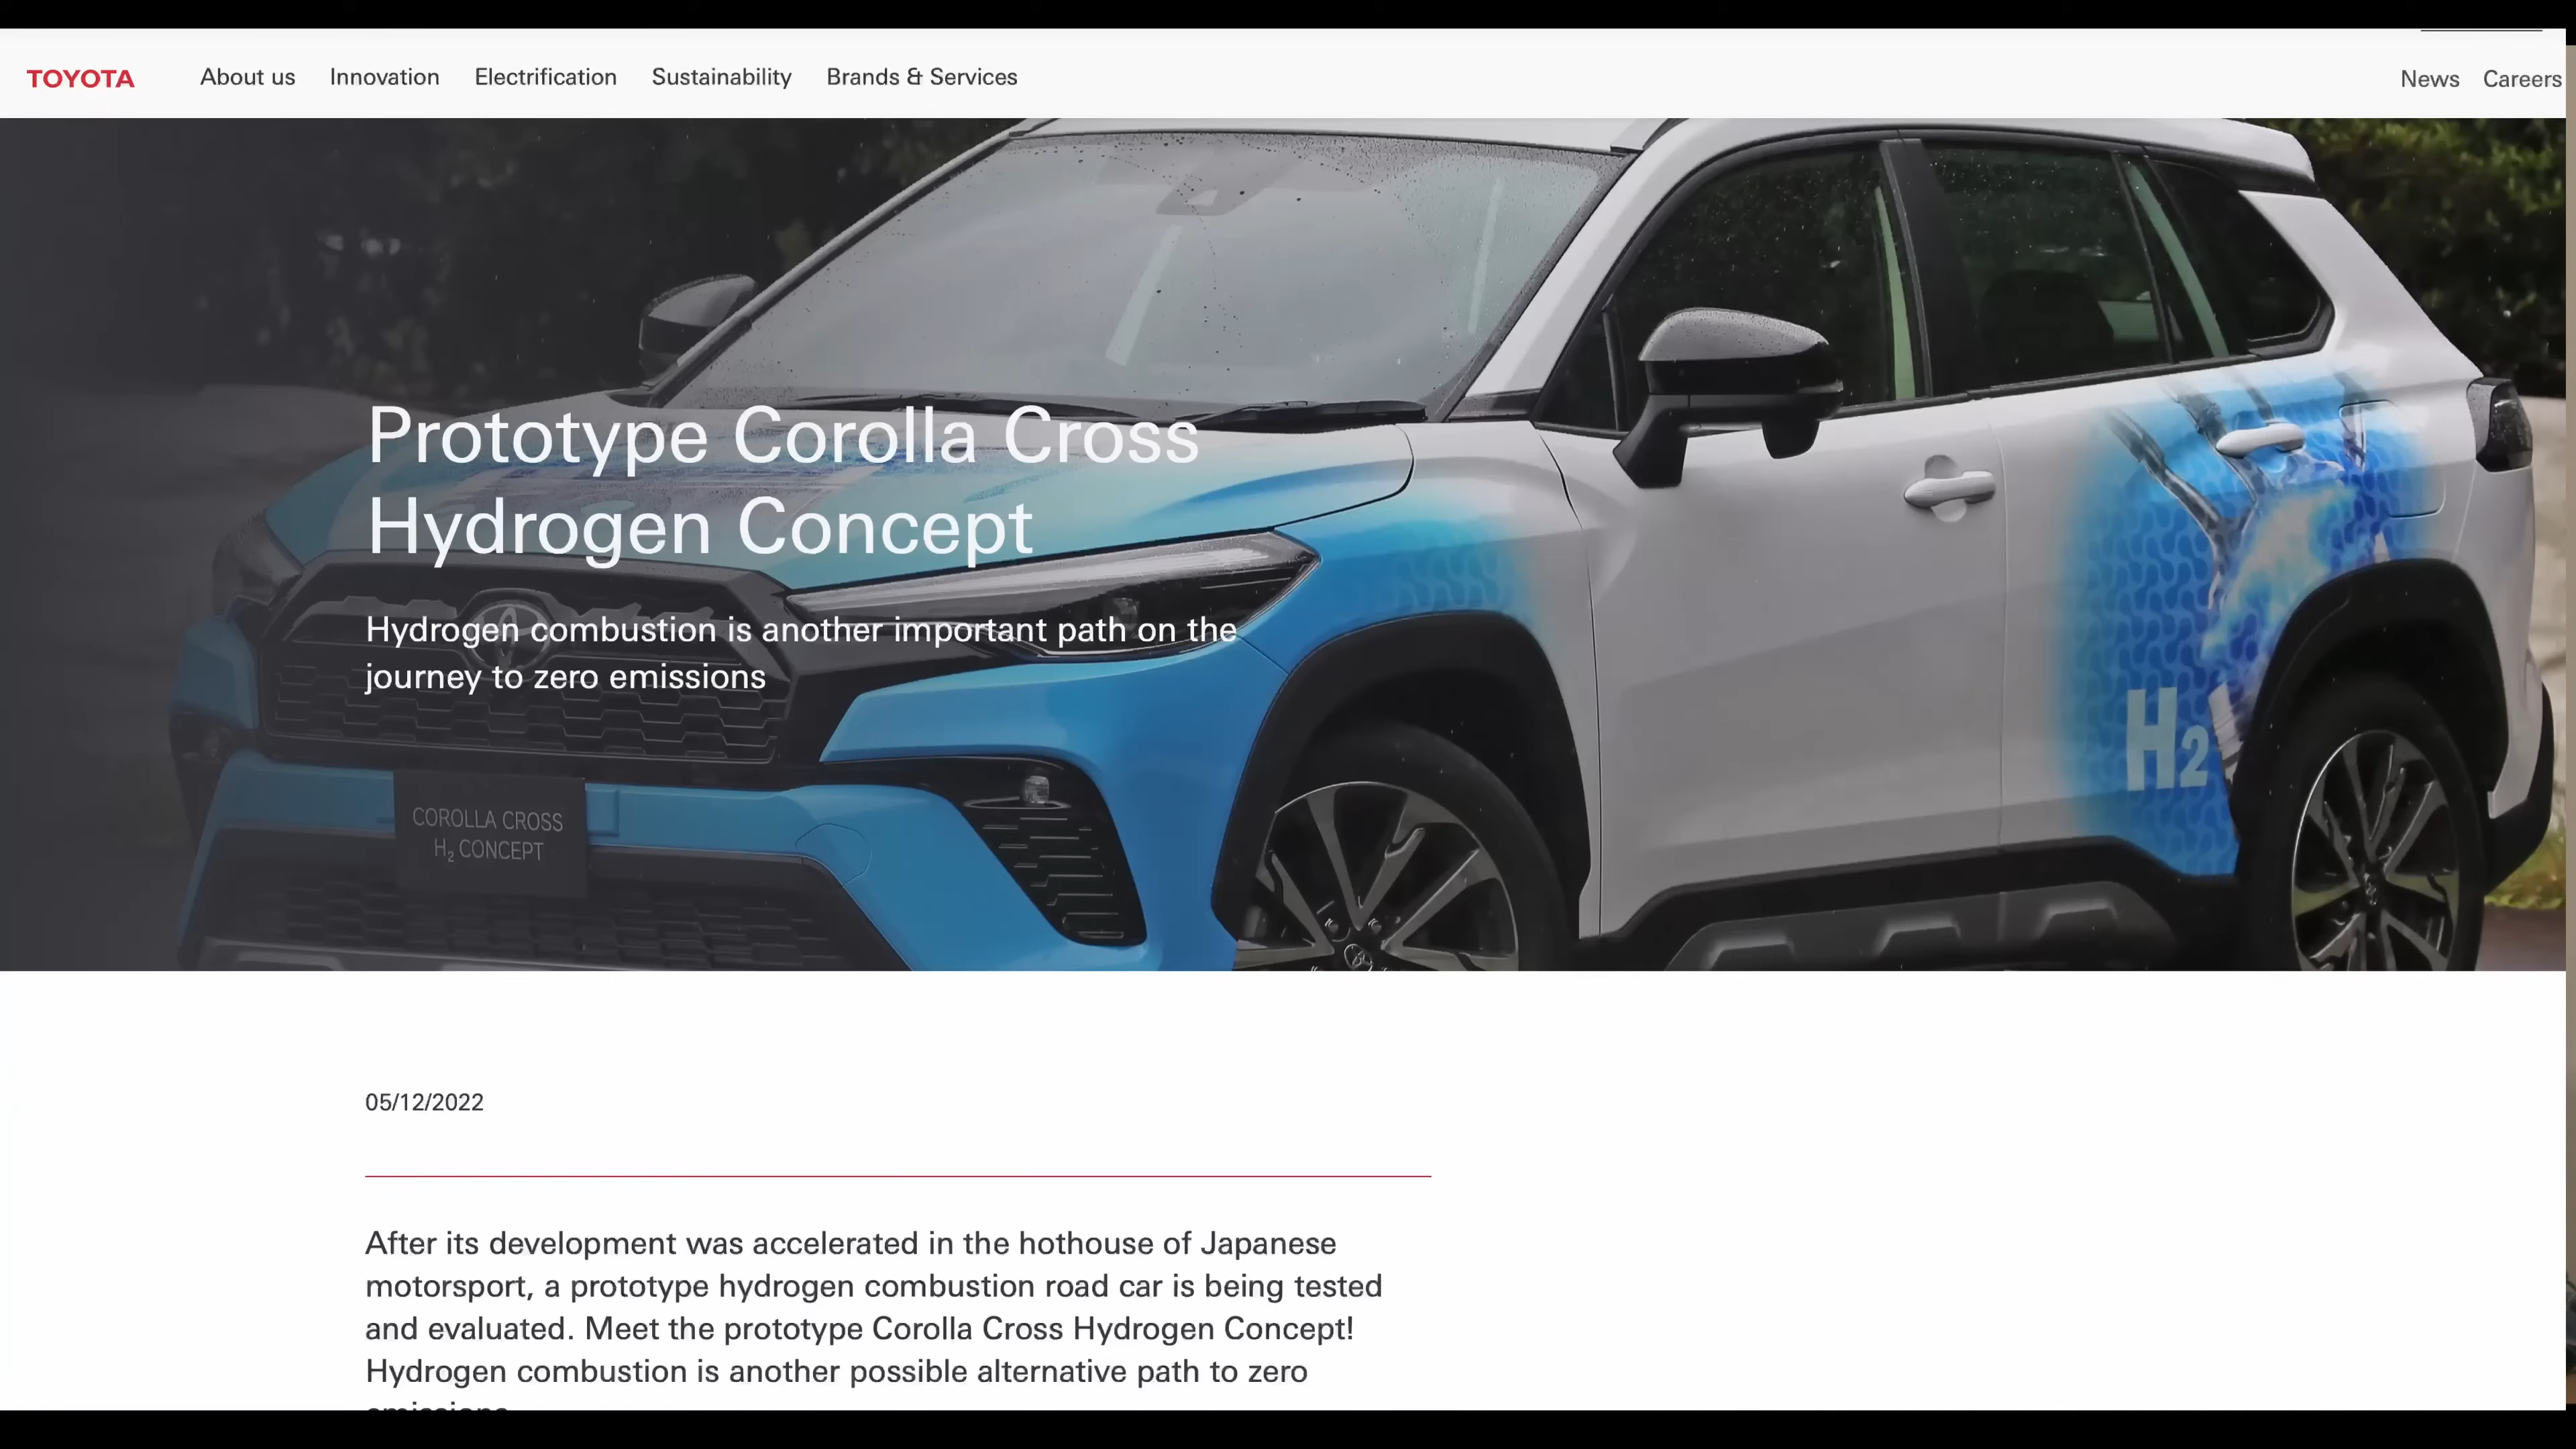 TOYOTA
About us
Innovation
Electrification
Sustainability
Brands & Services
News
Careers
Prototype Corolla Cross
Hydrogen Concept
Hydrogen combustion is another important path on the
journey to zero emissions
COROLLA CROSS
H₂ CONCEPT
H₂
05/12/2022
After its development was accelerated in the hothouse of Japanese
motorsport, a prototype hydrogen combustion road car is being tested
and evaluated. Meet the prototype Corolla Cross Hydrogen Concept!
Hydrogen combustion is another possible alternative path to zero